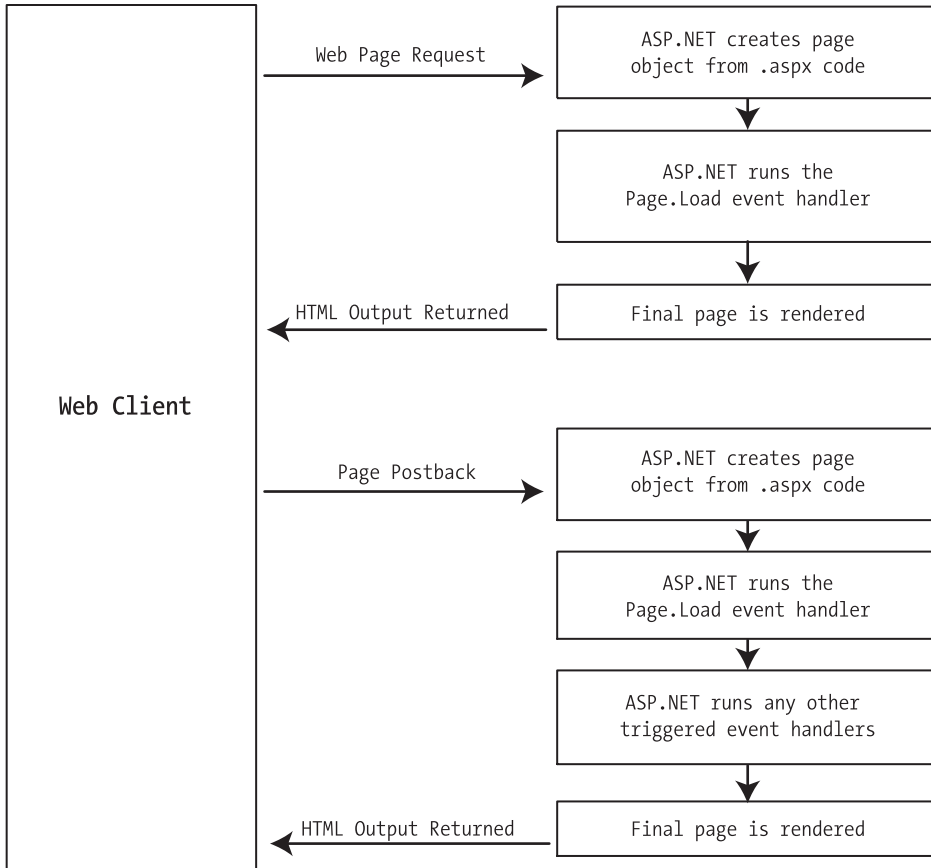 Web Client
Web Page Request
ASP.NET creates page
object from .aspx code
ASP.NET runs the
Page.Load event handler
Final page is rendered
HTML Output Returned
Page Postback
ASP.NET creates page
object from .aspx code
ASP.NET runs the
Page.Load event handler
ASP.NET runs any other
triggered event handlers
Final page is rendered
HTML Output Returned